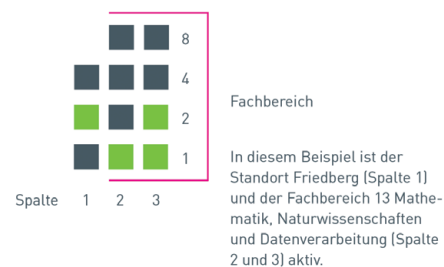 8
4
2
1
Spalte 1 2 3
Fachbereich
In diesem Beispiel ist der
Standort Friedberg (Spalte 1)
und der Fachbereich 13 Mathe-
matik, Naturwissenschaften
und Datenverarbeitung (Spalte
2 und 3) aktiv.